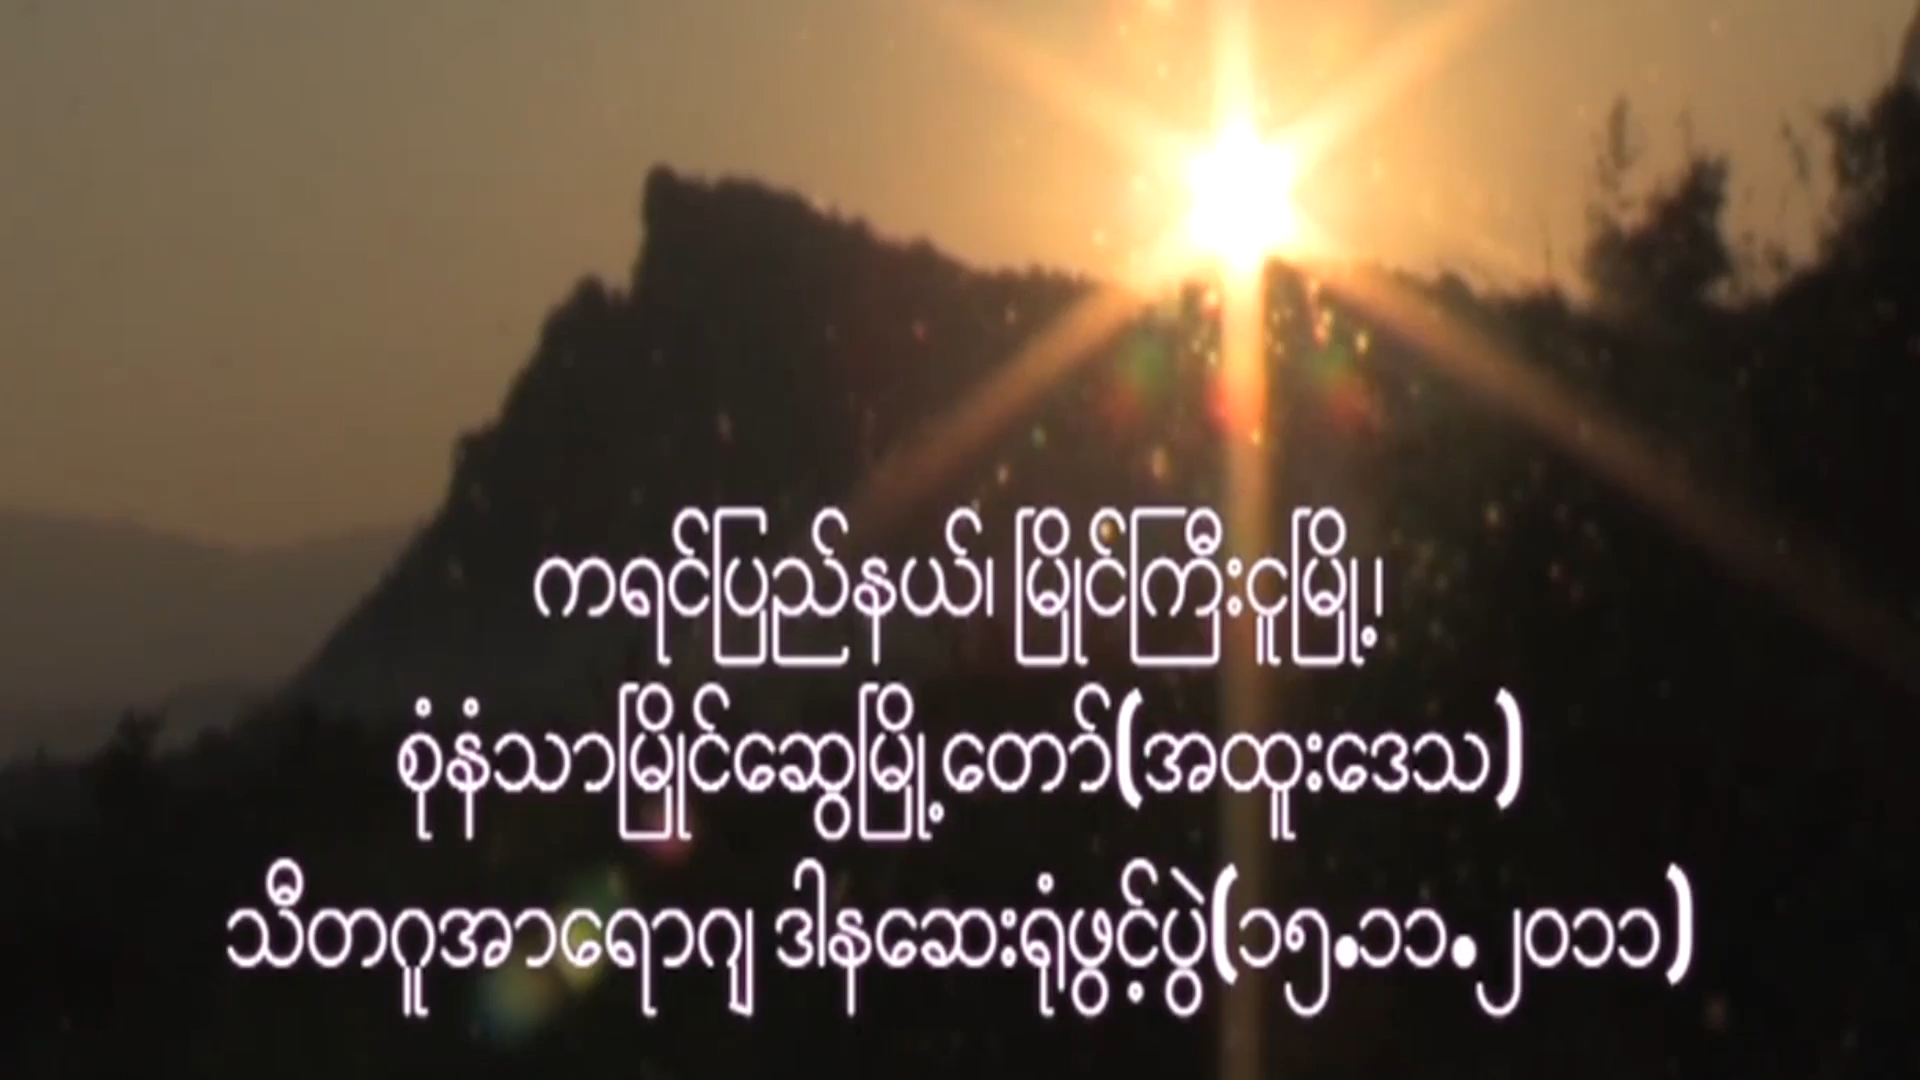 ကရင်ပြည်နယ်၊ မြိုင်ကြီးငူမြို့၊
စုံနံသာမြိုင်ဆွေမြို့တော်(အထူးဒေသ)
သီတဂူအာရောဂျ ဒါနဆေးရုံဖွင့်ပွဲ(၁၅.၁၁.၂၀၁၁)